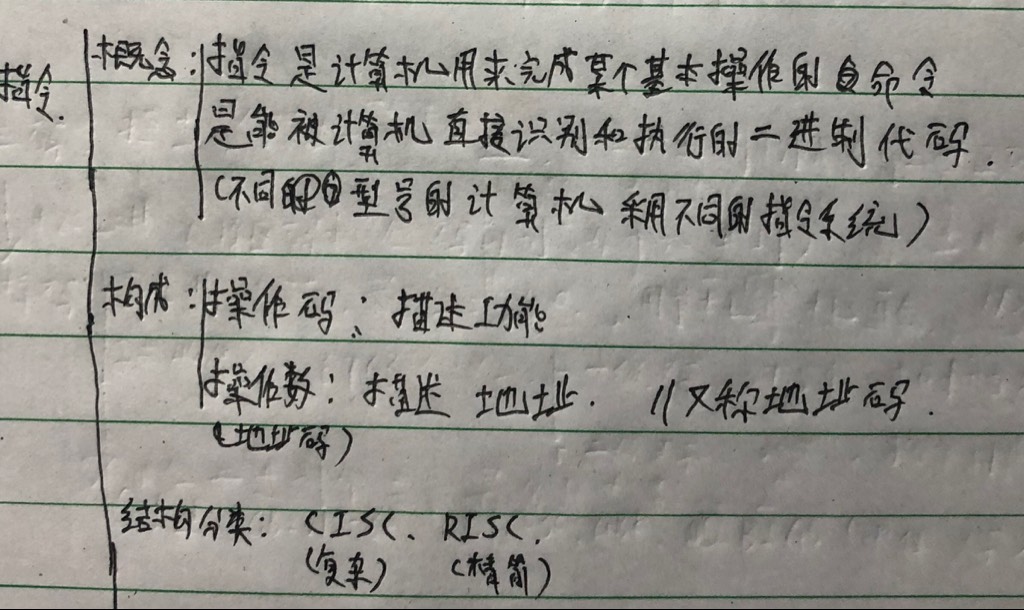 指令.
概念:指令是计算机用来完成某个基本操作的命令
是能被计算机直接识别和执行的二进制代码.
(不同型号的计算机采用不同的指令系统)
构成:操作码:描述功能
操作数:描述地址. //又称地址码.
(地址码)
结构分类: CISC、RISC.
(复杂) (精简)